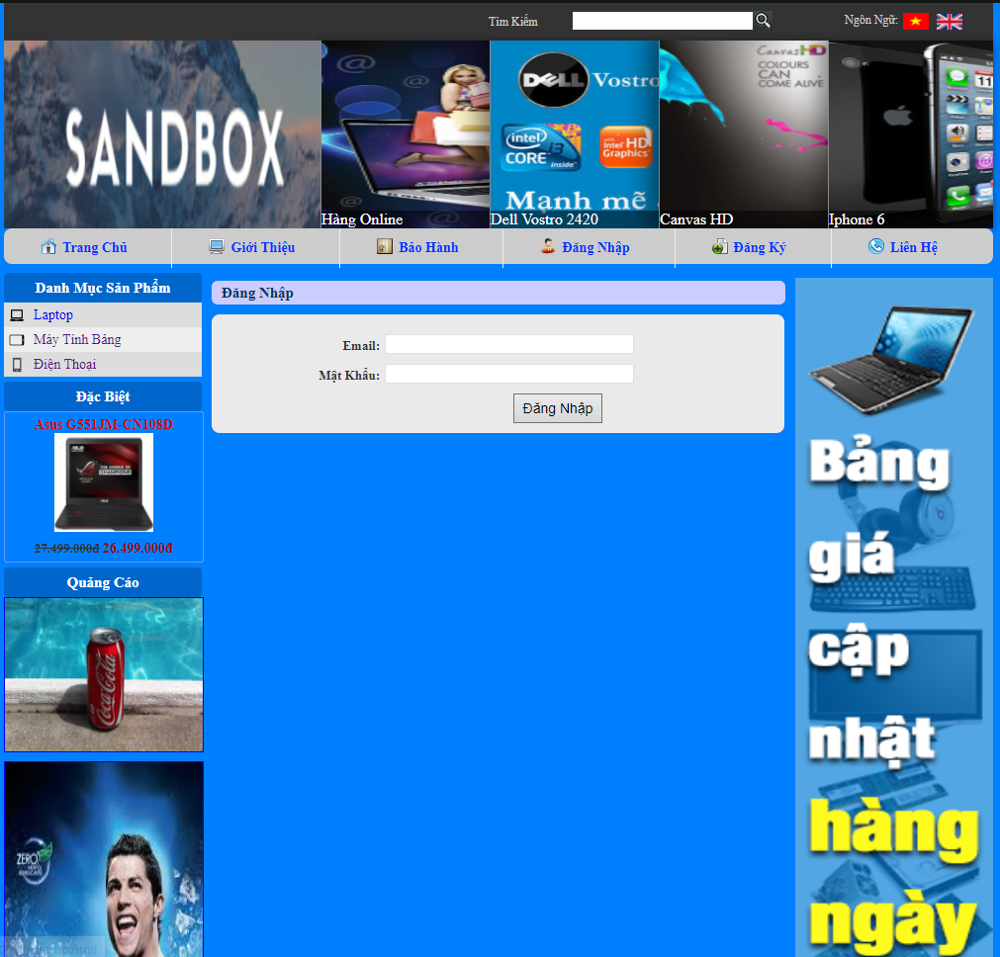 Tìm Kiếm
Ngôn Ngữ:
SANDBOX
Hàng Online
DELL Vostro
intel
CORE i3
inside
Intel HD
Graphics
Mạnh mẽ
Dell Vostro 2420
Canvas HD
COLOURS
CAN
COME ALIVE
Canvas HD
11
Iphone 6
Trang Chủ
Giới Thiệu
Bảo Hành
Đăng Nhập
Đăng Ký
Liên Hệ
Danh Mục Sản Phẩm
Laptop
Máy Tính Bảng
Điện Thoại
Đặc Biệt
Asus G551JM-CN108D
27.499.000đ 26.499.000đ
Quảng Cáo
Coca-Cola
ZERO
Đăng Nhập
Email:
Mật Khẩu:
Đăng Nhập
Bảng
giá
cập
nhật
hàng
ngày